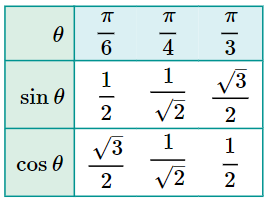 θ π/6 π/4 π/3
sin θ 1/2 1/√2 √3/2
cos θ √3/2 1/√2 1/2